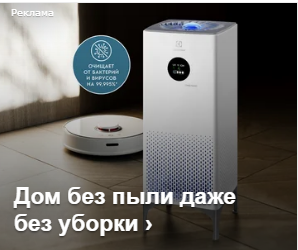 Реклама
ОЧИЩАЕТ
ОТ БАКТЕРИЙ
И ВИРУСОВ
НА 99.995%*
Дом без пыли даже
без уборки ›